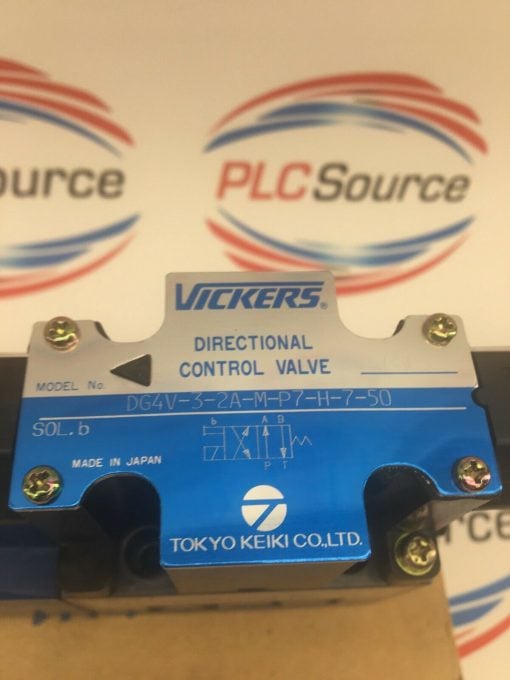 ource
PLCSource
VICKERS®
DIRECTIONAL
CONTROL VALVE
MODEL No.
DG4V-3-2A-M-P7-H-7-50
SOL.b
b A B
P T
MADE IN JAPAN
TOKYO KEIKI CO.,LTD.
ource